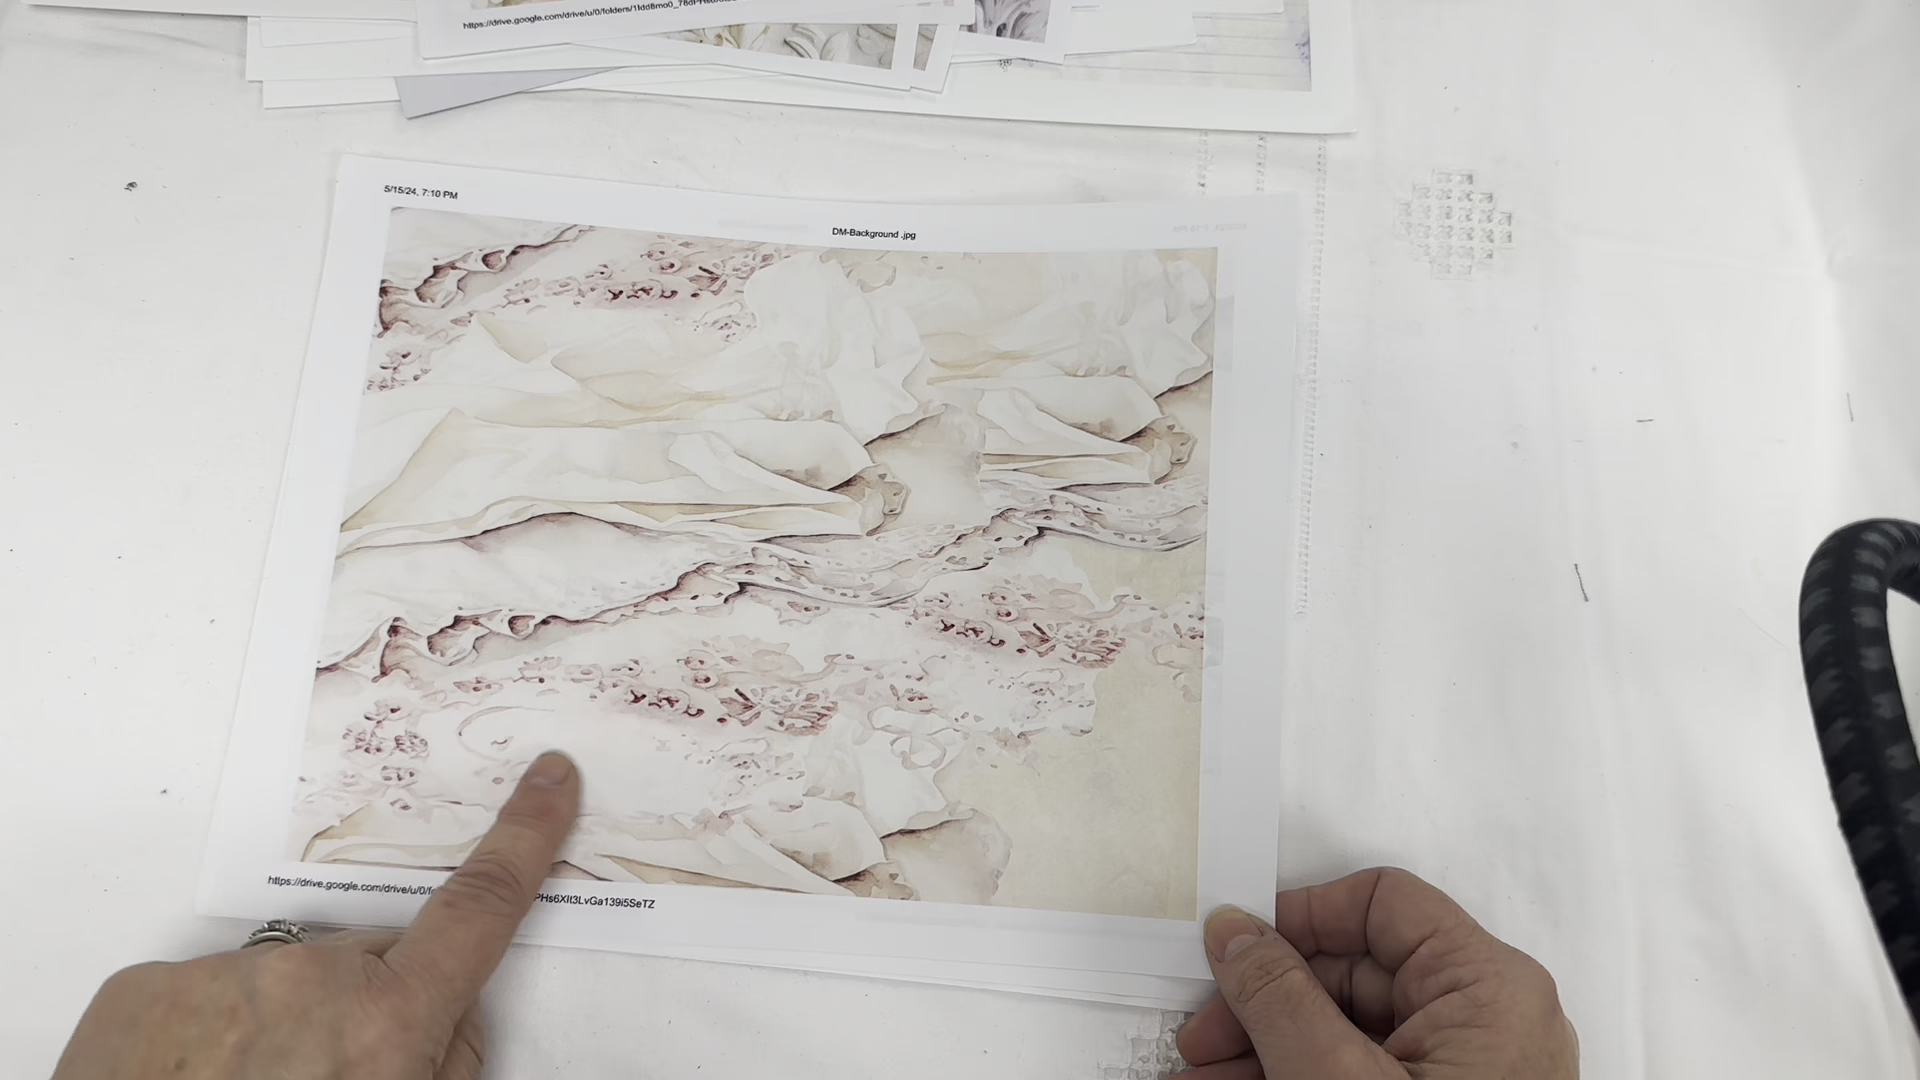 https://drive.google.com/drive/u/0/folders/1
5/15/24, 7:10 PM
DM-Background .jpg
https://drive.google.com/drive/u/0/f
PHs6XIt3LvGa139i5SeTZ